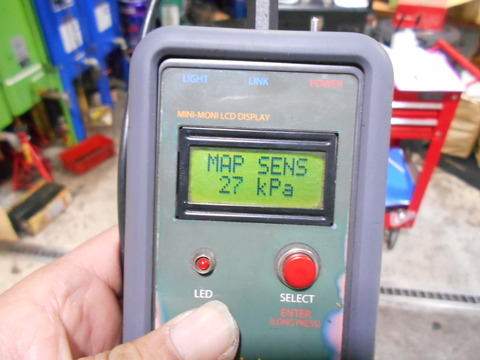 LIGHT LINK POWER
MINI-MONI LCD DISPLAY
MAP SENS
27 kPa
LED SELECT
ENTER
(LONG PRESS)